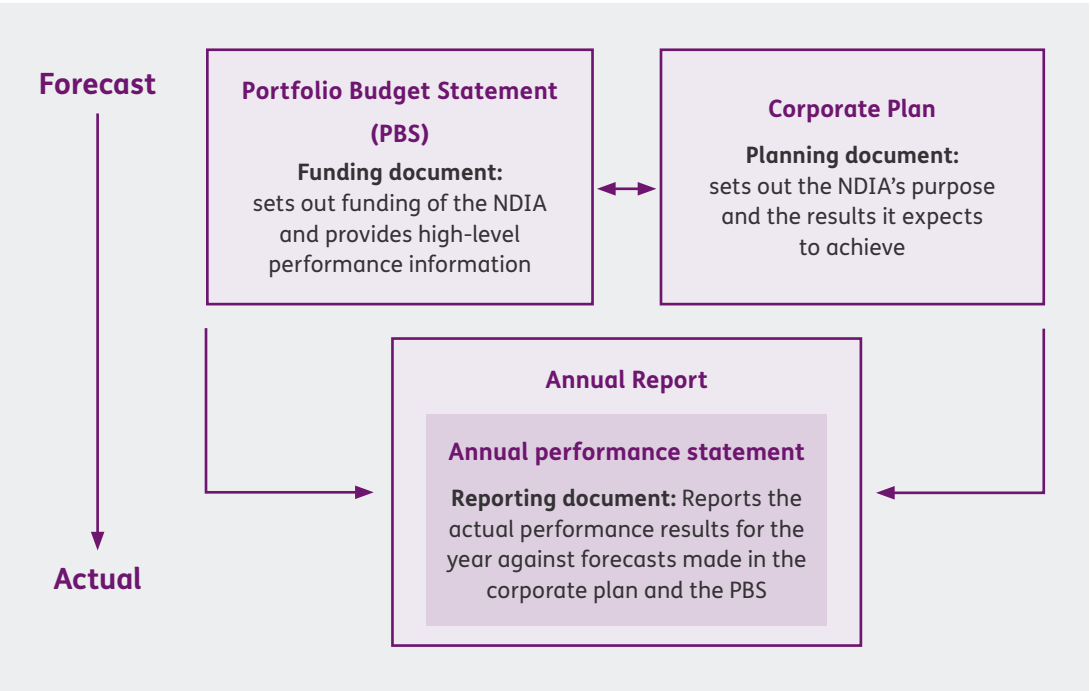 Forecast
Portfolio Budget Statement
(PBS)
Funding document:
sets out funding of the NDIA
and provides high-level
performance information
Corporate Plan
Planning document:
sets out the NDIA’s purpose
and the results it expects
to achieve
Annual Report
Annual performance statement
Reporting document: Reports the
actual performance results for the
year against forecasts made in the
corporate plan and the PBS
Actual